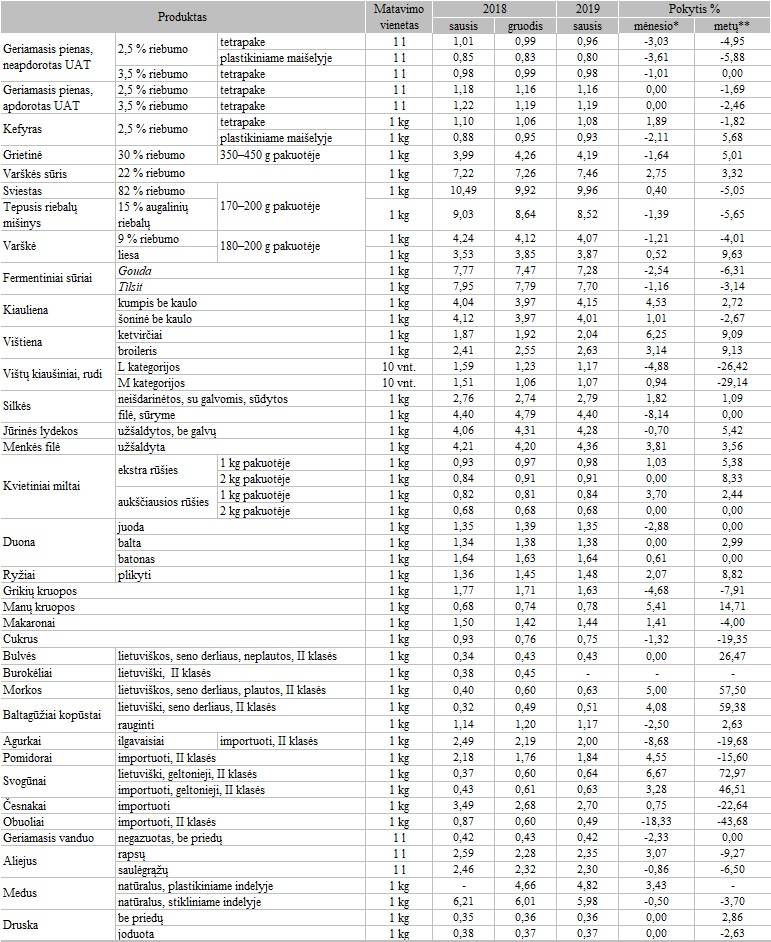 Produktas Matavimo vienetas 2018 2019 Pokytis %
sausis gruodis sausis mėnesio* metų**
Geriamasis pienas, neapdorotas UAT 2,5 % riebumo tetrapake 1 l 1,01 0,99 0,96 -3,03 -4,95
plastikiniame maišelyje 1 l 0,85 0,83 0,80 -3,61 -5,88
3,5 % riebumo tetrapake 1 l 0,98 0,99 0,98 -1,01 0,00
Geriamasis pienas, apdorotas UAT 2,5 % riebumo tetrapake 1 l 1,18 1,16 1,16 0,00 -1,69
3,5 % riebumo tetrapake 1 l 1,22 1,19 1,19 0,00 -2,46
Kefyras 2,5 % riebumo tetrapake 1 kg 1,10 1,06 1,08 1,89 -1,82
plastikiniame maišelyje 1 kg 0,88 0,95 0,93 -2,11 5,68
Grietinė 30 % riebumo 350–450 g pakuotėje 1 kg 3,99 4,26 4,19 -1,64 5,01
Varškės sūris 22 % riebumo 1 kg 7,22 7,26 7,46 2,75 3,32
Sviestas 82 % riebumo 170–200 g pakuotėje 1 kg 10,49 9,92 9,96 0,40 -5,05
Tepusis riebalų mišinys 15 % augalinių riebalų 1 kg 9,03 8,64 8,52 -1,39 -5,65
Varškė 9 % riebumo 180–200 g pakuotėje 1 kg 4,24 4,12 4,07 -1,21 -4,01
liesa 1 kg 3,53 3,85 3,87 0,52 9,63
Fermentiniai sūriai Gouda 1 kg 7,77 7,47 7,28 -2,54 -6,31
Tilsit 1 kg 7,95 7,79 7,70 -1,16 -3,14
Kiauliena kumpis be kaulo 1 kg 4,04 3,97 4,15 4,53 2,72
šoninė be kaulo 1 kg 4,12 3,97 4,01 1,01 -2,67
Vištiena ketvirčiai 1 kg 1,87 1,92 2,04 6,25 9,09
broileris 1 kg 2,41 2,55 2,63 3,14 9,13
Vištų kiaušiniai, rudi L kategorijos 10 vnt. 1,59 1,23 1,17 -4,88 -26,42
M kategorijos 10 vnt. 1,51 1,06 1,07 0,94 -29,14
Silkės neišdarinėtos, su galvomis, sūdytos 1 kg 2,76 2,74 2,79 1,82 1,09
filė, sūryme 1 kg 4,40 4,79 4,40 -8,14 0,00
Jūrinės lydekos užšaldytos, be galvų 1 kg 4,06 4,31 4,28 -0,70 5,42
Menkės filė užšaldyta 1 kg 4,21 4,20 4,36 3,81 3,56
Kvietiniai miltai ekstra rūšies 1 kg pakuotėje 1 kg 0,93 0,97 0,98 1,03 5,38
2 kg pakuotėje 1 kg 0,84 0,91 0,91 0,00 8,33
aukščiausios rūšies 1 kg pakuotėje 1 kg 0,82 0,81 0,84 3,70 2,44
2 kg pakuotėje 1 kg 0,68 0,68 0,68 0,00 0,00
Duona juoda 1 kg 1,35 1,39 1,35 -2,88 0,00
balta 1 kg 1,34 1,38 1,38 0,00 2,99
batonas 1 kg 1,64 1,63 1,64 0,61 0,00
Ryžiai plikyti 1 kg 1,36 1,45 1,48 2,07 8,82
Grikių kruopos 1 kg 1,77 1,71 1,63 -4,68 -7,91
Manų kruopos 1 kg 0,68 0,74 0,78 5,41 14,71
Makaronai 1 kg 1,50 1,42 1,44 1,41 -4,00
Cukrus 1 kg 0,93 0,76 0,75 -1,32 -19,35
Bulvės lietuviškos, seno derliaus, neplautos, II klasės 1 kg 0,34 0,43 0,43 0,00 26,47
Burokėliai lietuviški, II klasės 1 kg 0,38 0,45 - - -
Morkos lietuviškos, seno derliaus, plautos, II klasės 1 kg 0,40 0,60 0,63 5,00 57,50
Baltagūžiai kopūstai lietuviški, seno derliaus, II klasės 1 kg 0,32 0,49 0,51 4,08 59,38
rauginti 1 kg 1,14 1,20 1,17 -2,50 2,63
Agurkai ilgavaisiai importuoti, II klasės 1 kg 2,49 2,19 2,00 -8,68 -19,68
Pomidorai importuoti, II klasės 1 kg 2,18 1,76 1,84 4,55 -15,60
Svogūnai lietuviški, geltonieji, II klasės 1 kg 0,37 0,60 0,64 6,67 72,97
importuoti, geltonieji, II klasės 1 kg 0,43 0,61 0,63 3,28 46,51
Česnakai importuoti 1 kg 3,49 2,68 2,70 0,75 -22,64
Obuoliai importuoti, II klasės 1 kg 0,87 0,60 0,49 -18,33 -43,68
Geriamasis vanduo negazuotas, be priedų 1 l 0,42 0,43 0,42 -2,33 0,00
Aliejus rapsų 1 l 2,59 2,28 2,35 3,07 -9,27
saulėgrąžų 1 l 2,46 2,32 2,30 -0,86 -6,50
Medus natūralus, plastikiniame indelyje 1 kg - 4,66 4,82 3,43 -
natūralus, stikliniame indelyje 1 kg 6,21 6,01 5,98 -0,50 -3,70
Druska be priedų 1 kg 0,35 0,36 0,36 0,00 2,86
joduota 1 kg 0,38 0,37 0,37 0,00 -2,63